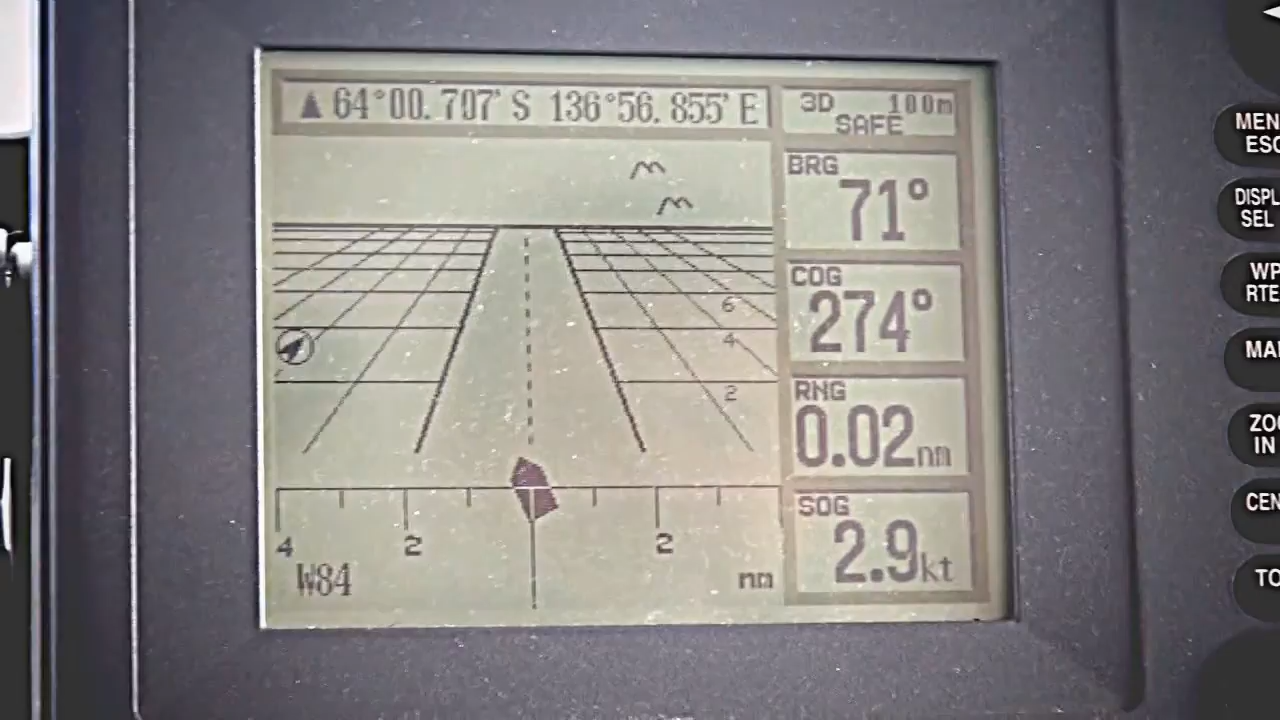 ▲ 64°00.707' S 136°56.855' E
3D 100m
SAFE
BRG
71°
COG
274°
RNG
0.02nm
SOG
2.9kt
6
4
2
4 2 2
W84 nm
MEN
ESC
DISPL
SEL
WP
RTE
MA
ZOO
IN
CEN
TO